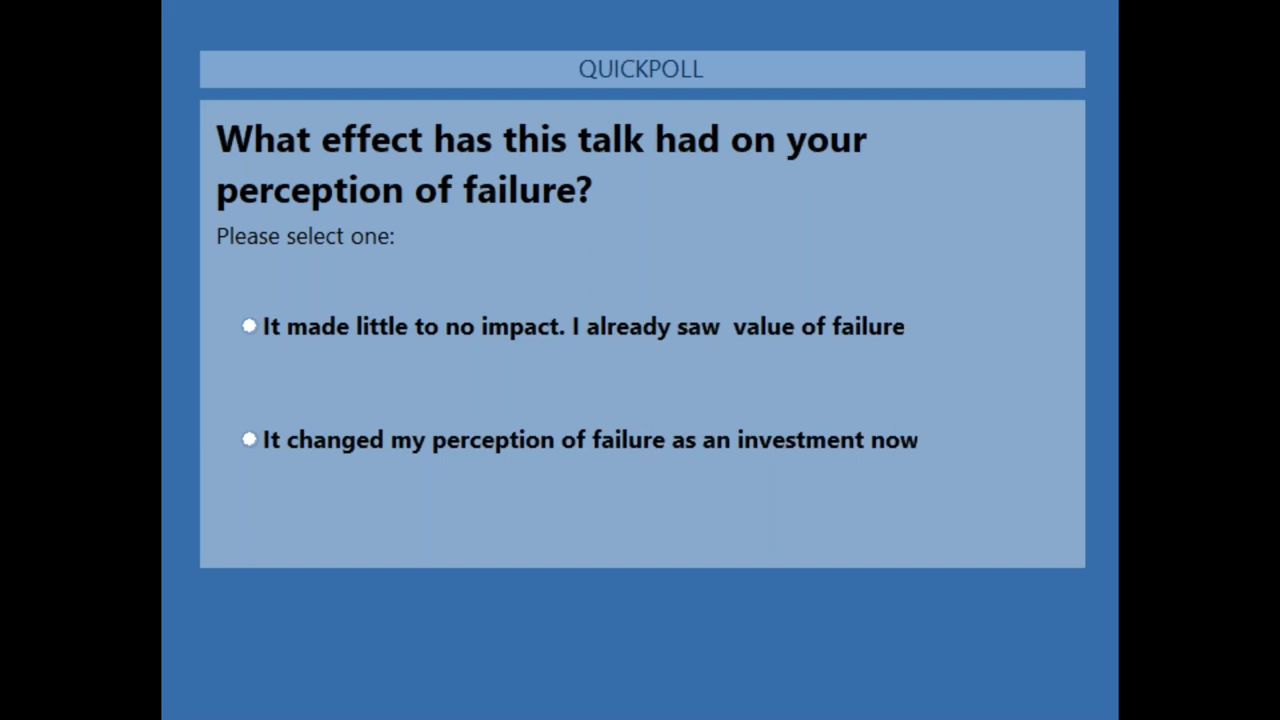 QUICKPOLL
What effect has this talk had on your
perception of failure?
Please select one:
It made little to no impact. I already saw  value of failure
It changed my perception of failure as an investment now